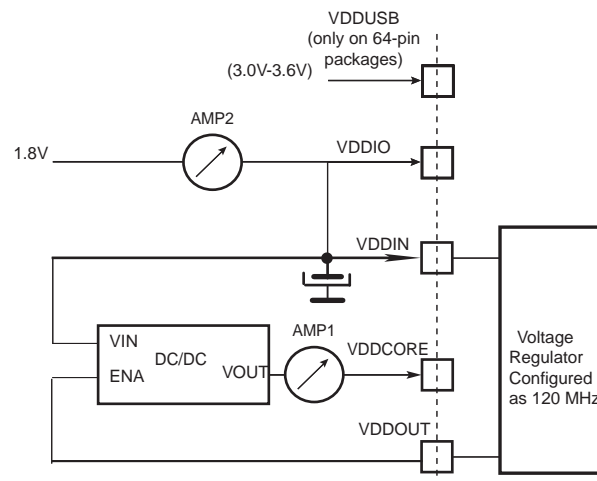 VDDUSB
(only on 64-pin
packages)
(3.0V-3.6V)
AMP2
1.8V
VDDIO
VDDIN
AMP1
VIN
DC/DC
VDDCORE
ENA
VOUT
Voltage
Regulator
Configured
as 120 MHz
VDDOUT